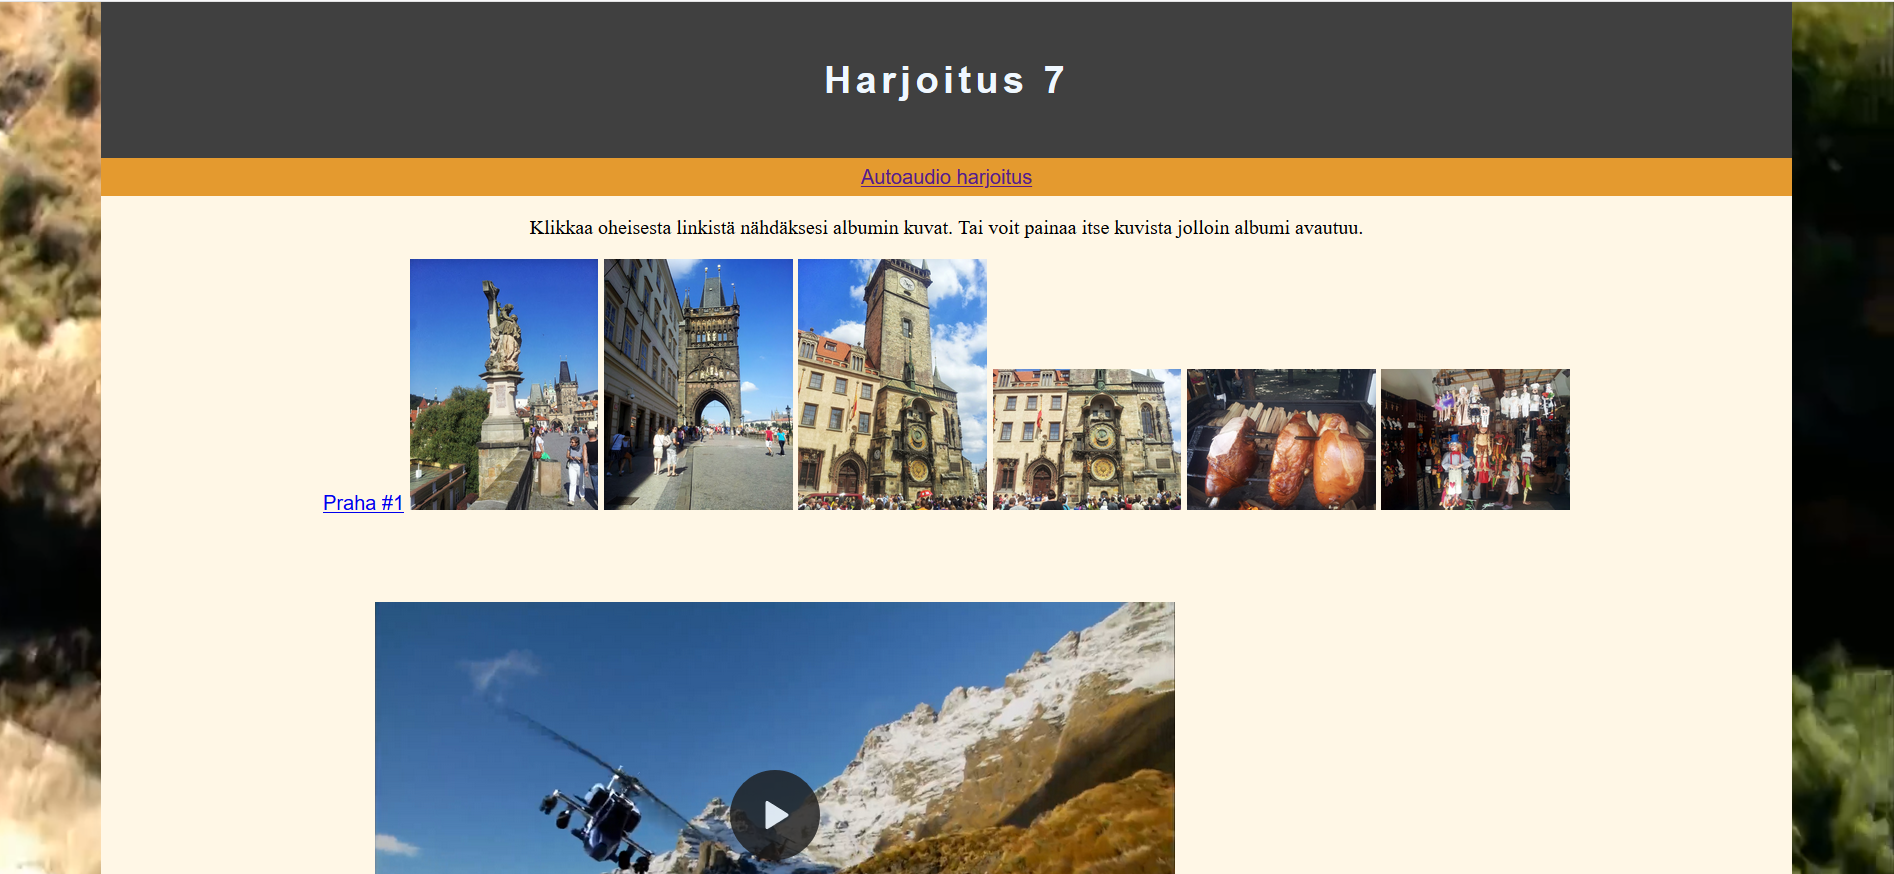 Harjoitus 7
Autoaudio harjoitus
Klikkaa oheisesta linkistä nähdäksesi albumin kuvat. Tai voit painaa itse kuvista jolloin albumi avautuu.
Praha #1